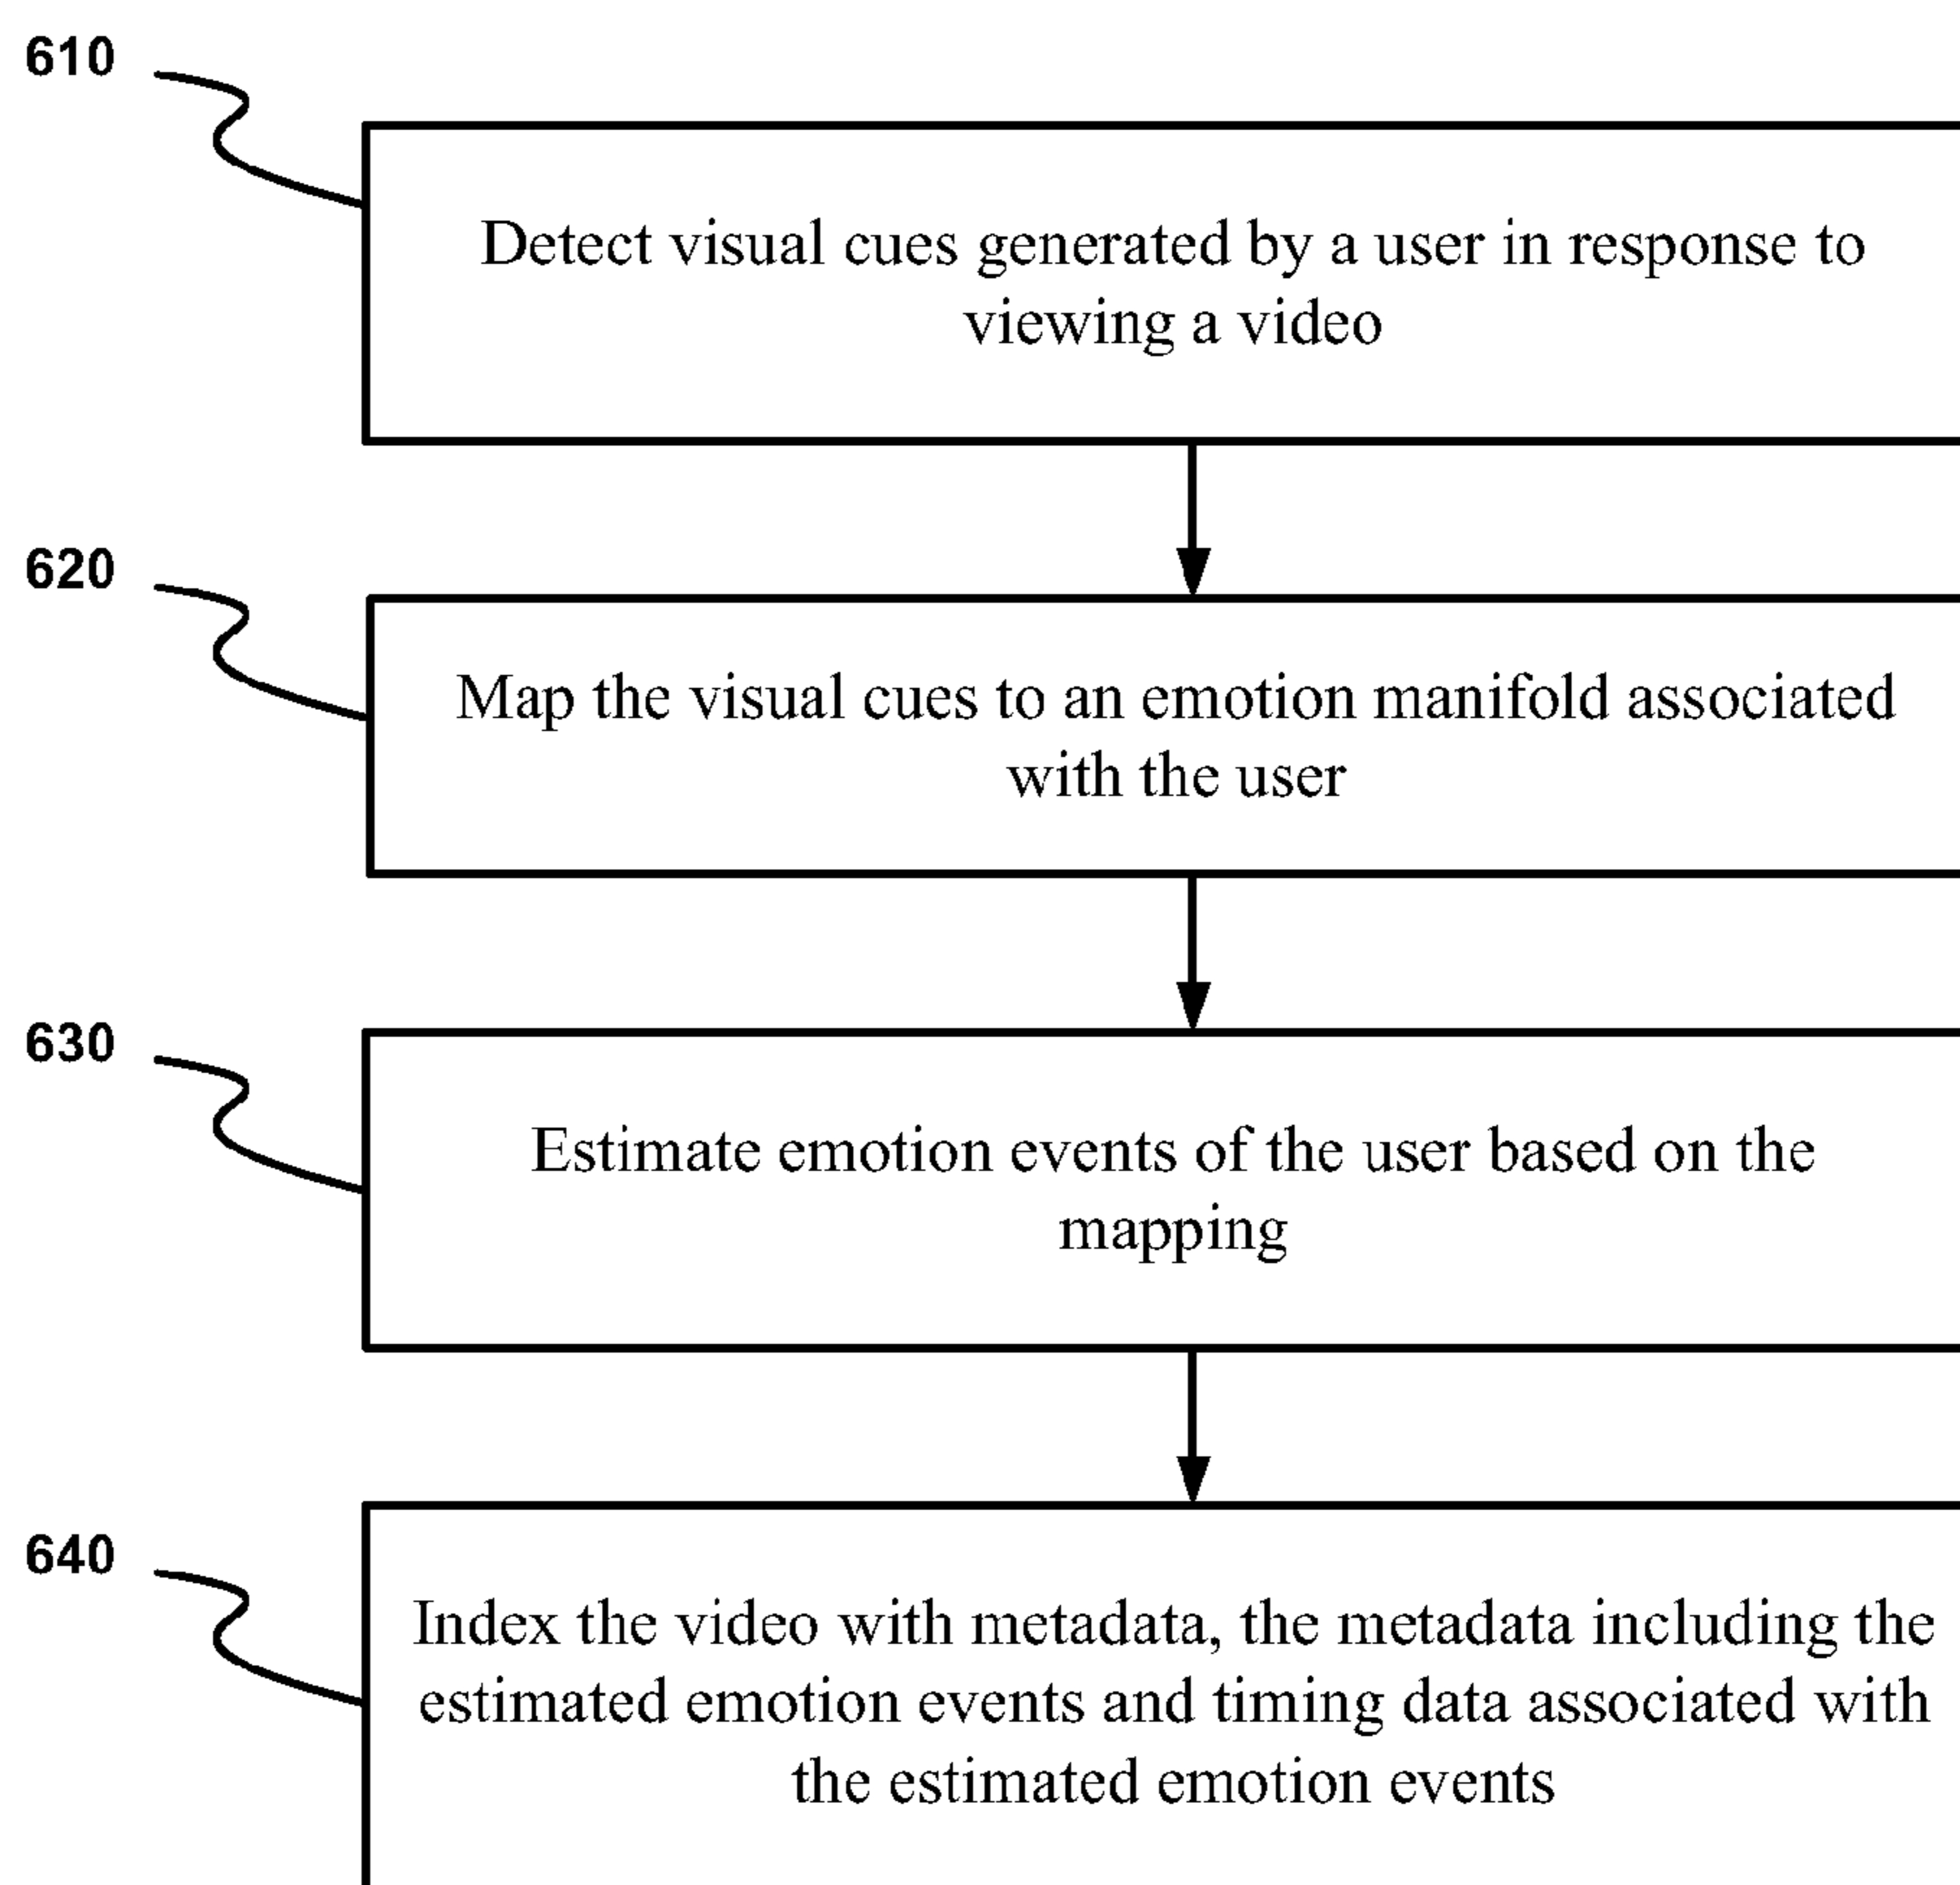 610
Detect visual cues generated by a user in response to
viewing a video
620
Map the visual cues to an emotion manifold associated
with the user
630
Estimate emotion events of the user based on the
mapping
640
Index the video with metadata, the metadata including the
estimated emotion events and timing data associated with
the estimated emotion events